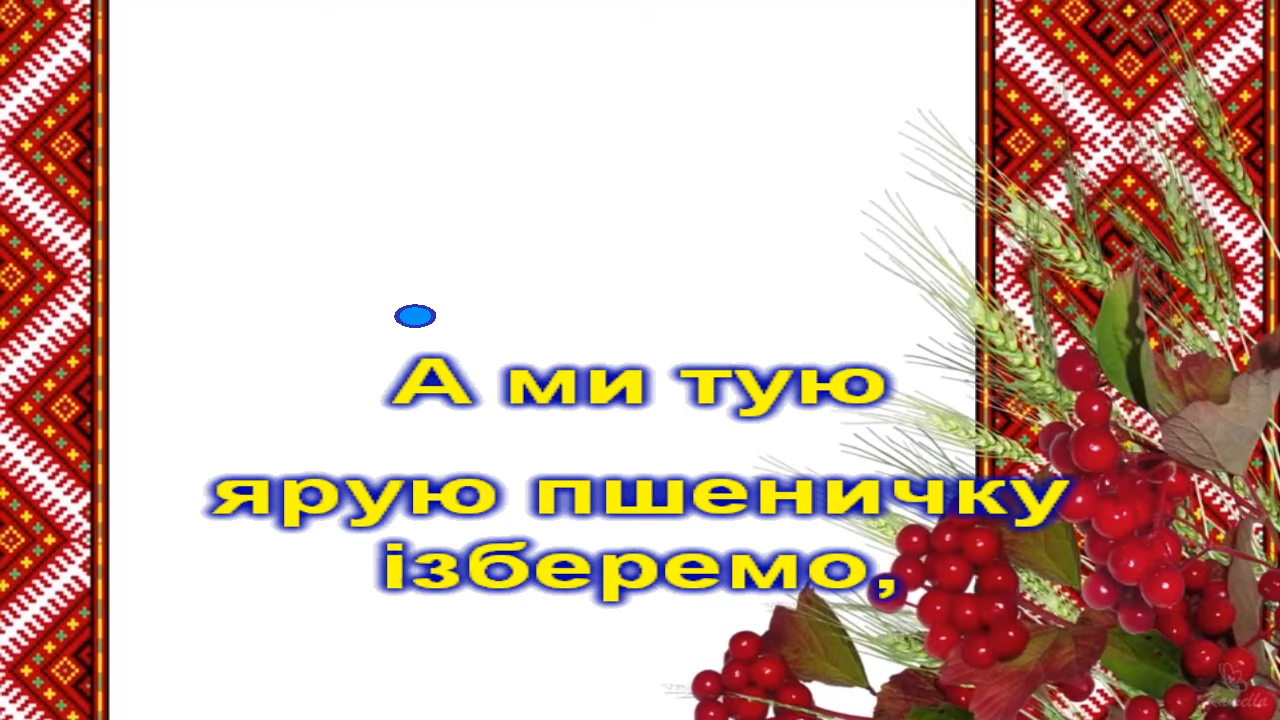 А ми тую
ярую пшеничку
ізберемо,